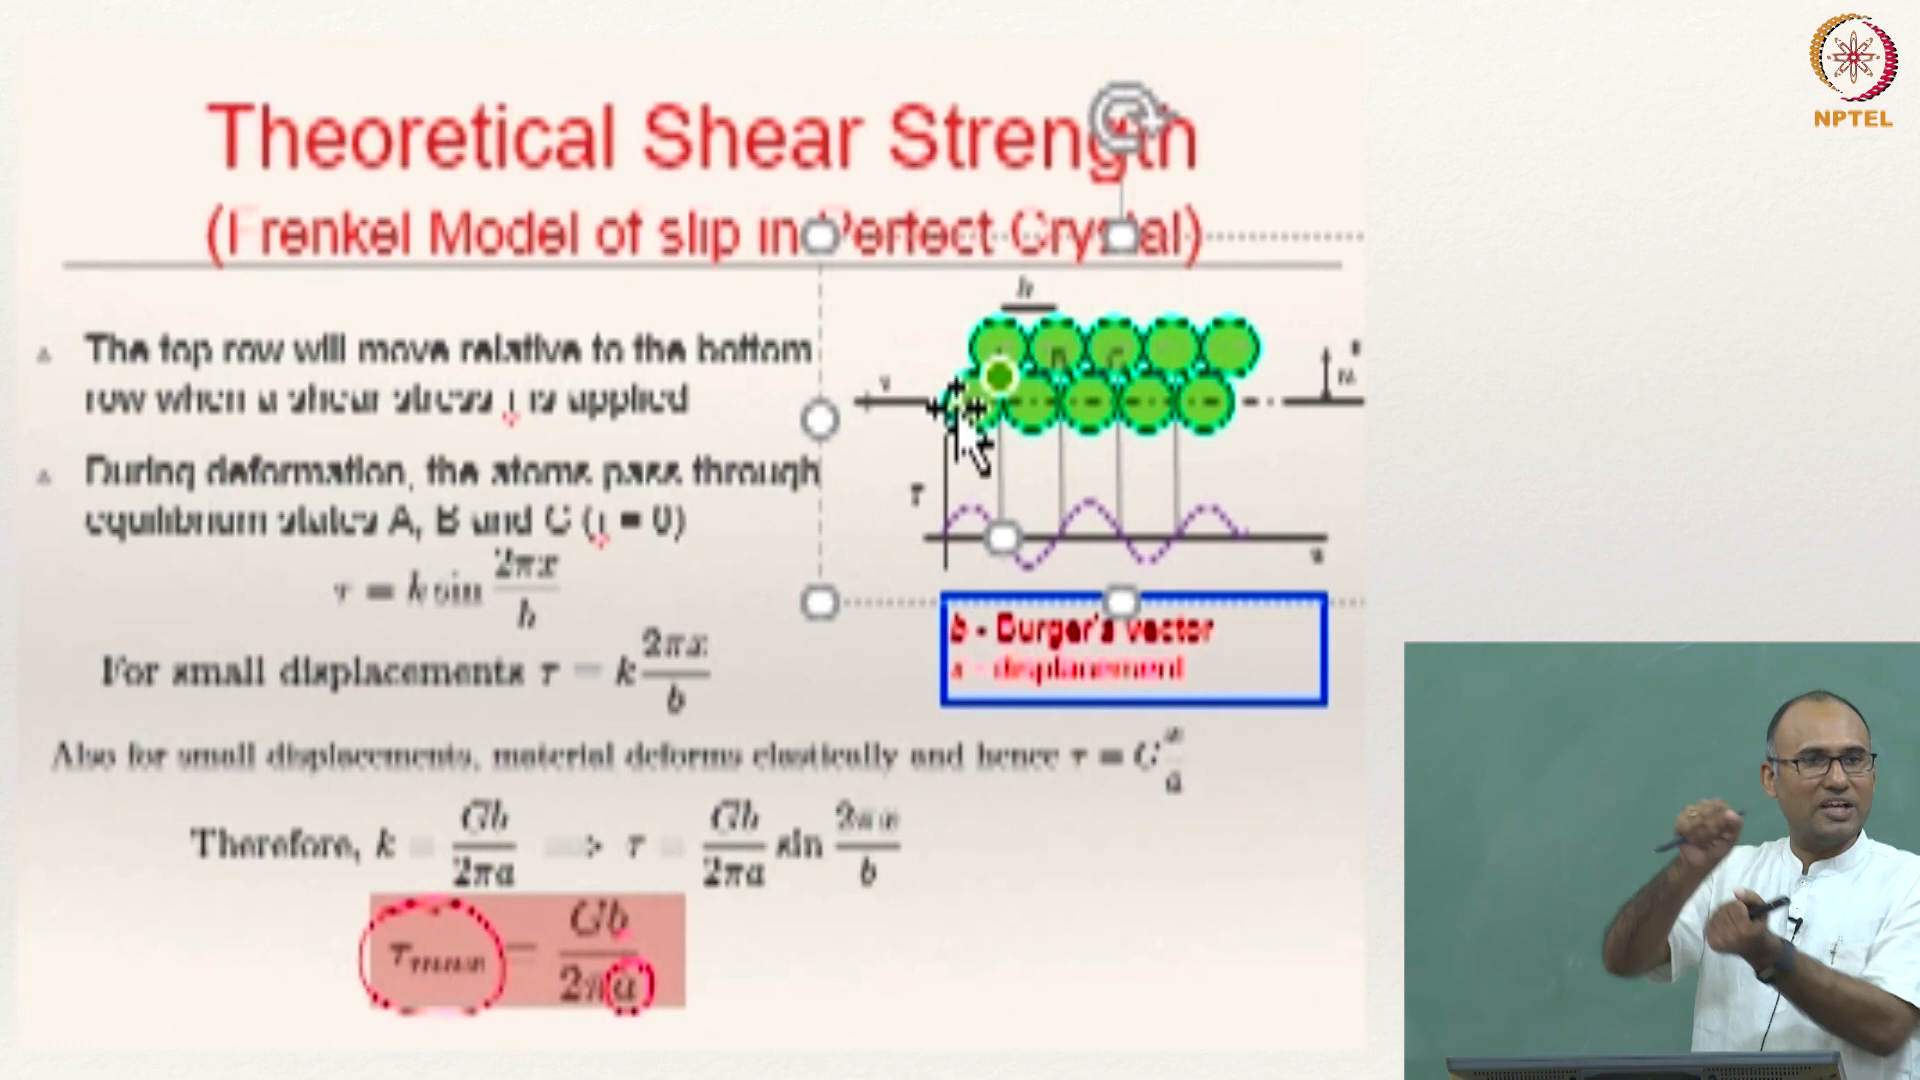 NPTEL
Theoretical Shear Strength
(Frenkel Model of slip in Perfect Crystal)
The top row will move relative to the bottom
row when a shear stress τ is applied
During deformation, the atoms pass through
equilibrium states A, B and C (τ = 0)
τ = k sin 2πx / b
For small displacements τ = k 2πx / b
Also for small displacements, material deforms elastically and hence τ = G x / a
Therefore, k = Gb / 2πa => τ = Gb / 2πa sin 2πx / b
τmax = Gb / 2πa
b
B C
τ
b - Burger's vector
x - displacement